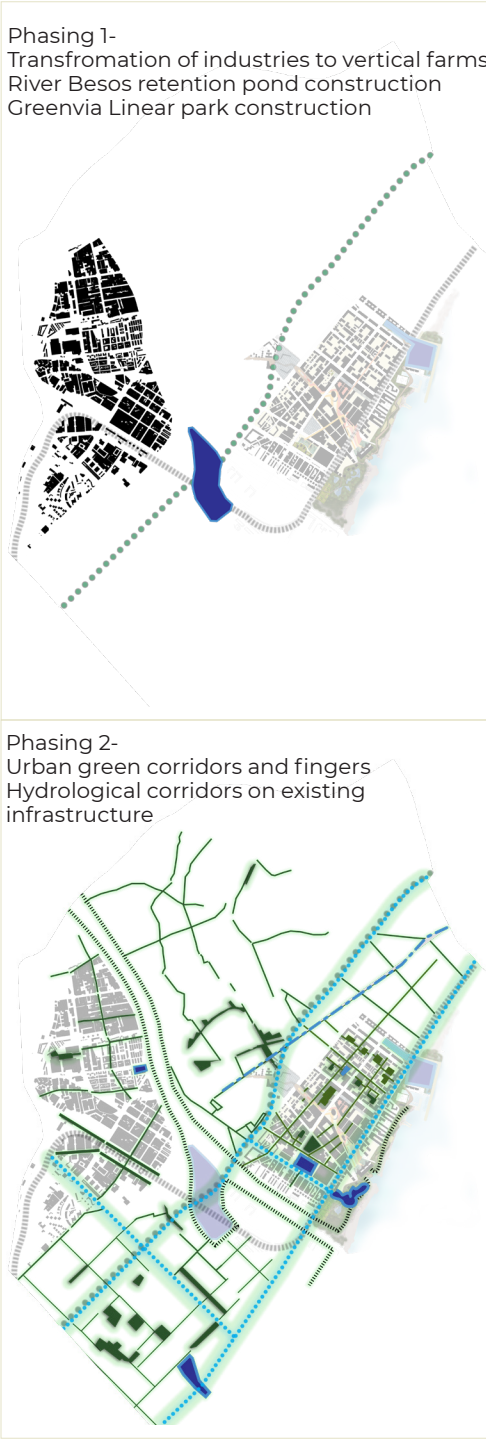 Phasing 1-
Transfromation of industries to vertical farms
River Besos retention pond construction
Greenvia Linear park construction
Phasing 2-
Urban green corridors and fingers
Hydrological corridors on existing
infrastructure